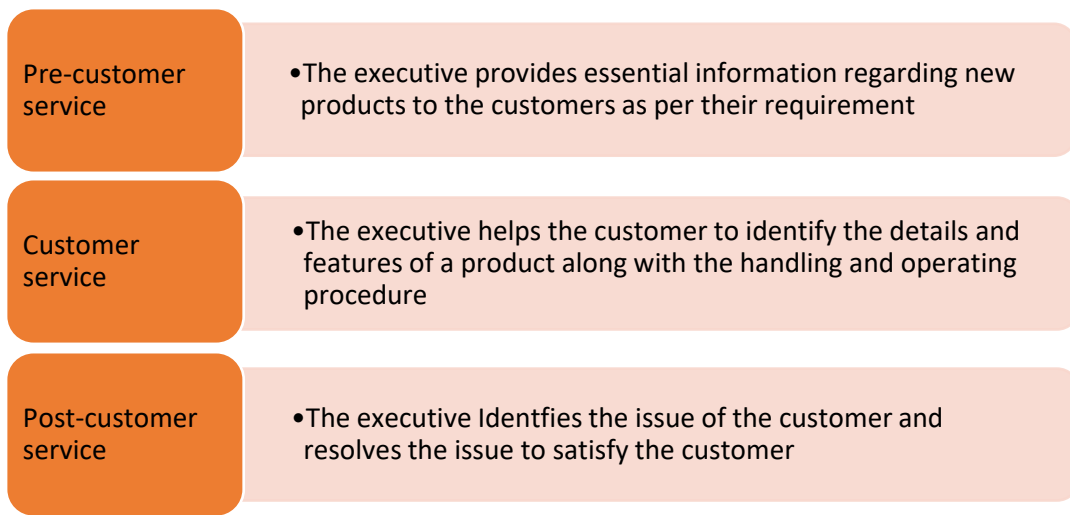 Pre-customer
service
•The executive provides essential information regarding new
products to the customers as per their requirement
Customer
service
•The executive helps the customer to identify the details and
features of a product along with the handling and operating
procedure
Post-customer
service
•The executive Identfies the issue of the customer and
resolves the issue to satisfy the customer